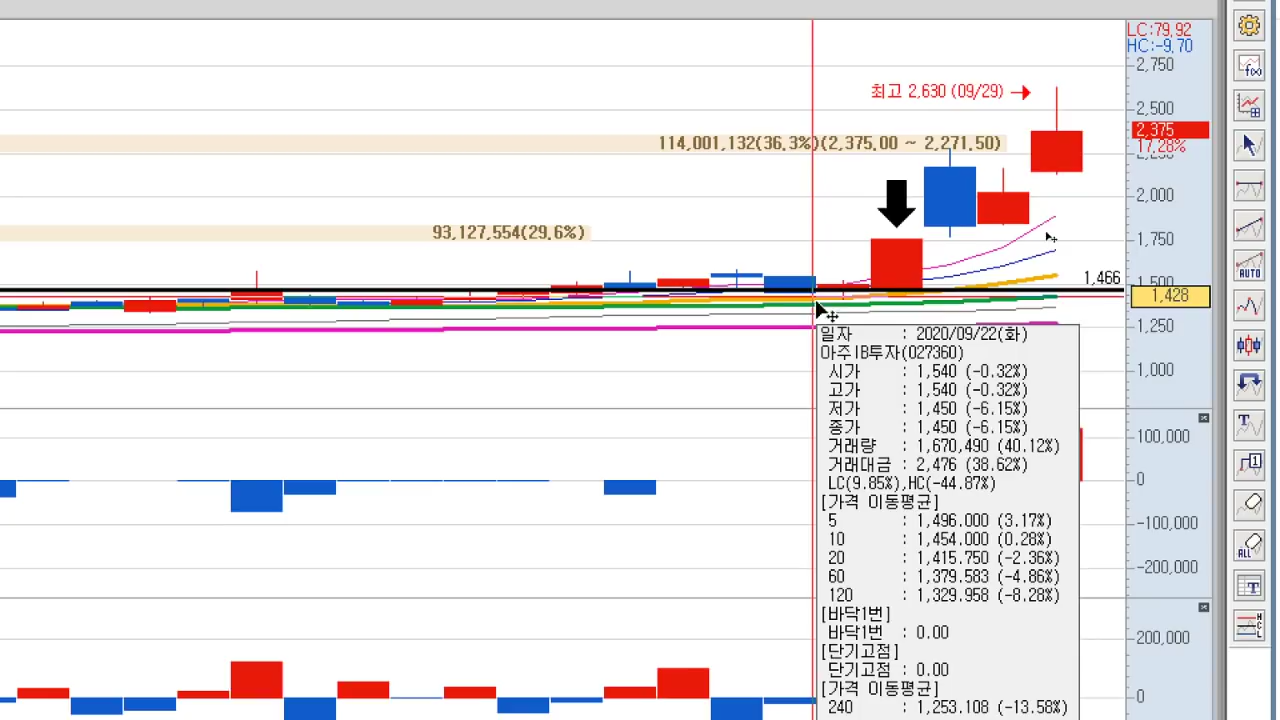 LC:79.92
HC:-9.70
2,750
최고 2,630 (09/29)
2,500
2,375
17.28%
2,250
114,001,132(36.3%)(2,375.00 ~ 2,271.50)
2,000
93,127,554(29.6%)
1,750
1,466
1,500
1,428
1,250
1,000
일자 : 2020/09/22(화)
아주IB투자(027360)
시가 : 1,540 (-0.32%)
고가 : 1,540 (-0.32%)
저가 : 1,450 (-6.15%)
종가 : 1,450 (-6.15%)
거래량 : 1,670,490 (40.12%)
거래대금 : 2,476 (38.62%)
LC(9.85%),HC(-44.87%)
[가격 이동평균]
5 : 1,496.000 (3.17%)
10 : 1,454.000 (0.28%)
20 : 1,415.750 (-2.36%)
60 : 1,379.583 (-4.86%)
120 : 1,329.958 (-8.28%)
[바닥1번]
바닥1번 : 0.00
[단기고점]
단기고점 : 0.00
[가격 이동평균]
240 : 1,253.108 (-13.58%)
100,000
0
-100,000
-200,000
200,000
0
f(x)
AUTO
T
1
ALL
T
H
C
L